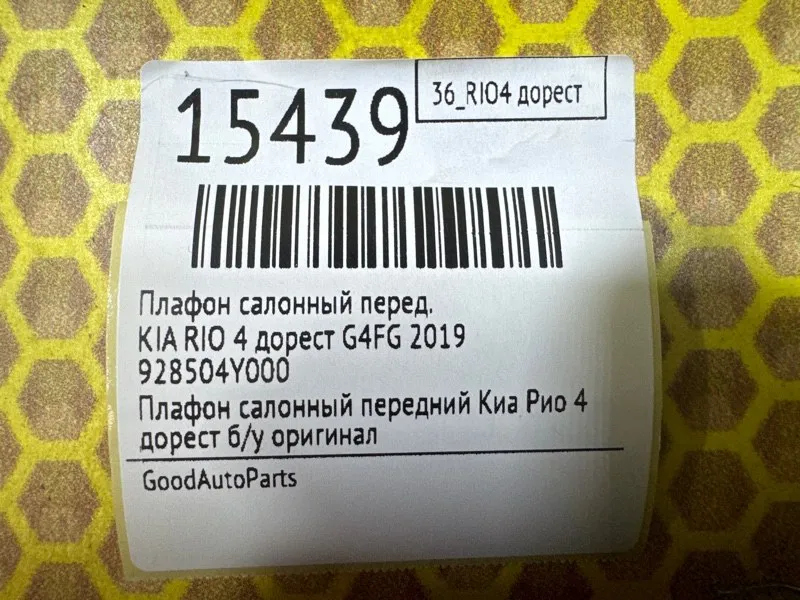 15439
36_RIO4 дорест
Плафон салонный перед.
KIA RIO 4 дорест G4FG 2019
928504Y000
Плафон салонный передний Киа Рио 4
дорест б/у оригинал
GoodAutoParts